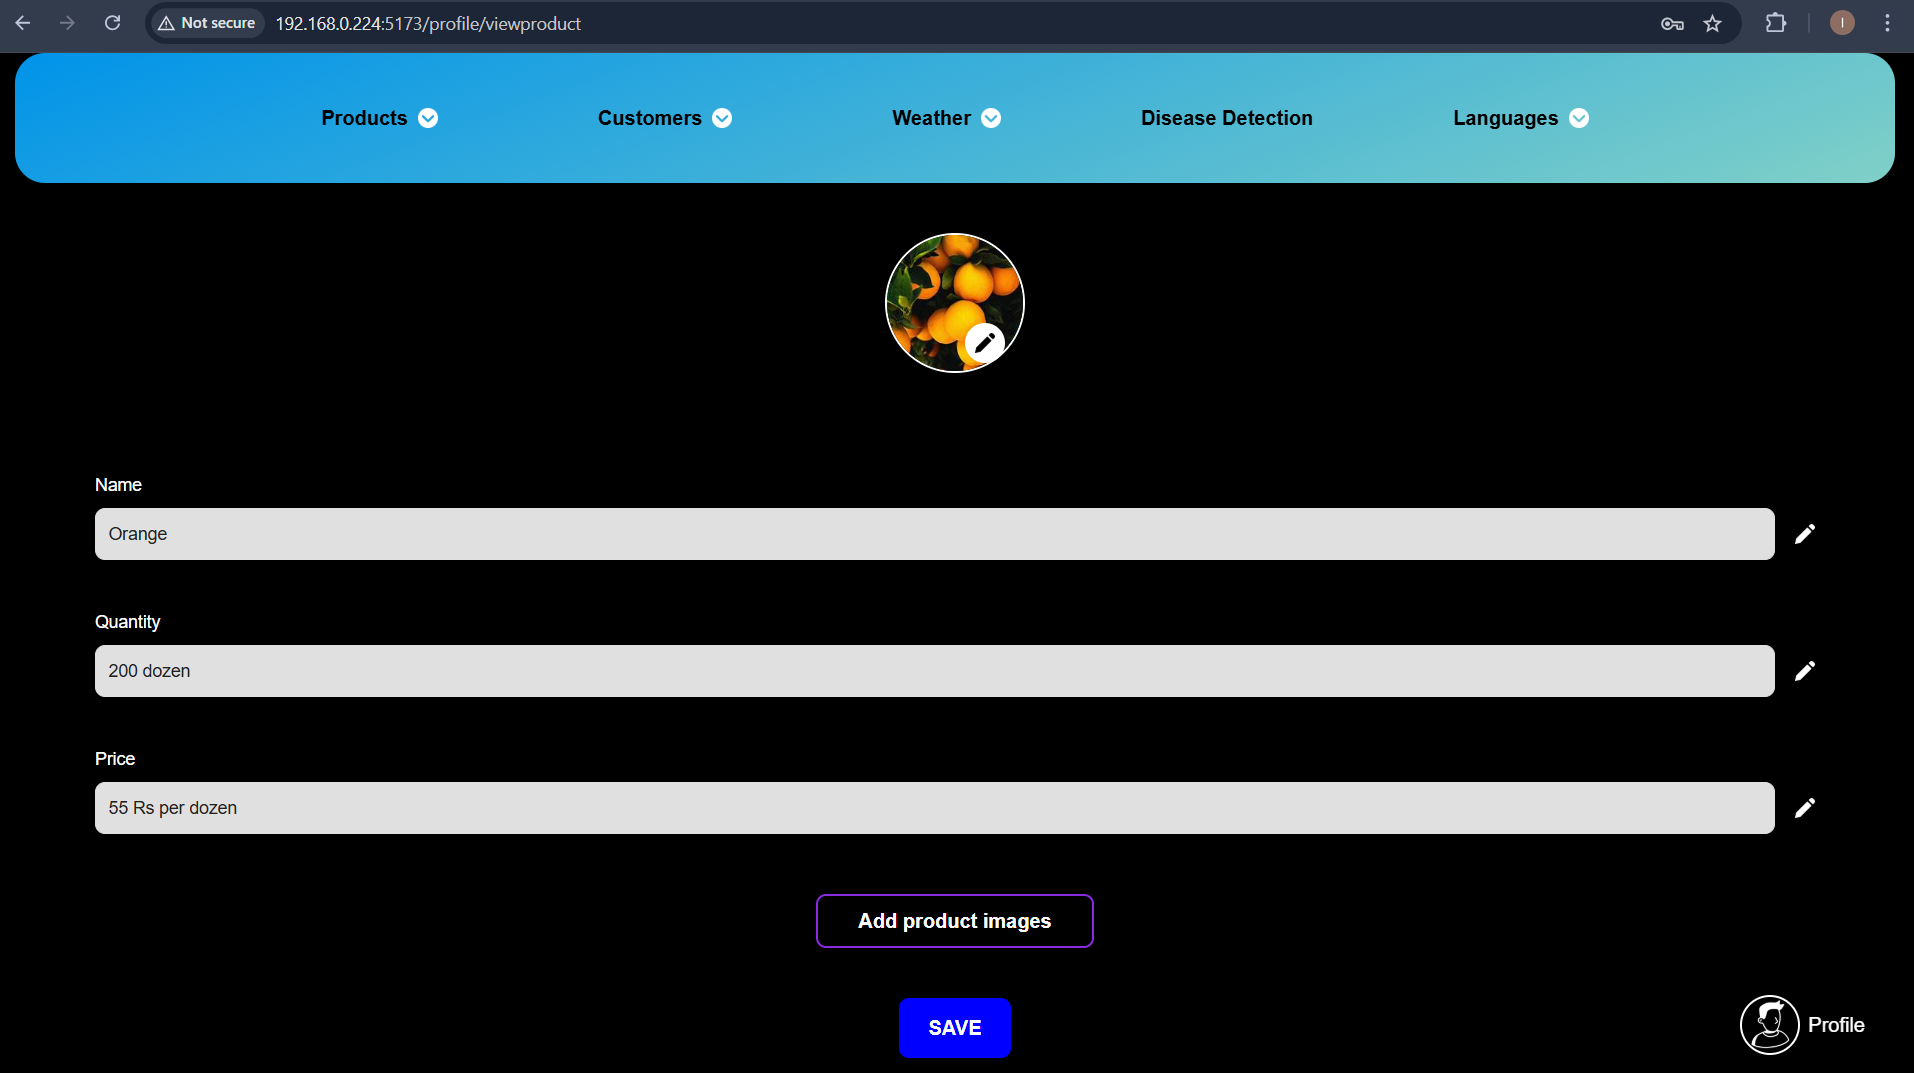 Not secure 192.168.0.224:5173/profile/viewproduct
I
Products Customers Weather Disease Detection Languages
Name
Orange
Quantity
200 dozen
Price
55 Rs per dozen
Add product images
SAVE
Profile